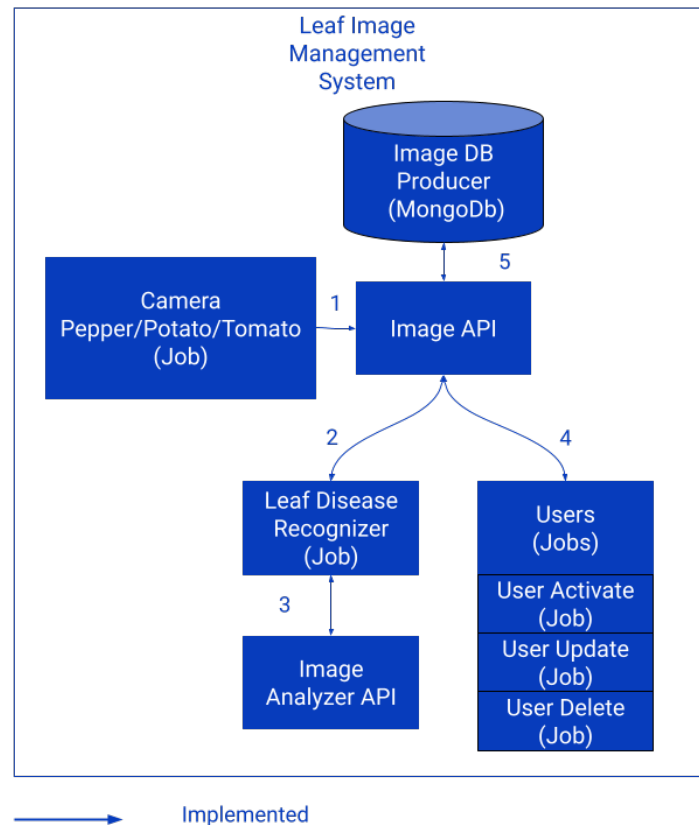 Leaf Image
Management
System
Image DB
Producer
(MongoDb)
5
Camera
Pepper/Potato/Tomato
(Job)
1
Image API
2
4
Leaf Disease
Recognizer
(Job)
Users
(Jobs)
3
User Activate
(Job)
User Update
(Job)
Image
Analyzer API
User Delete
(Job)
Implemented